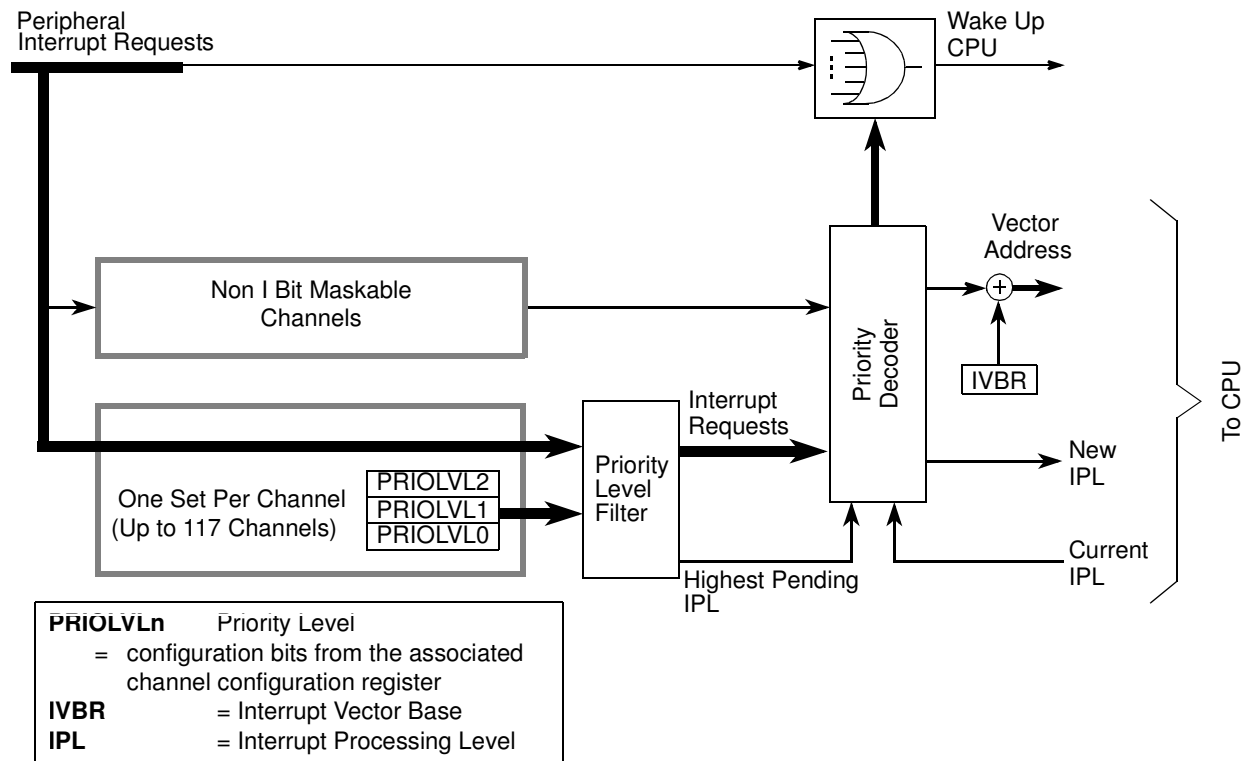 Peripheral
Interrupt Requests
Wake Up
CPU
Vector
Address
Non I Bit Maskable
Channels
Priority
Decoder
IVBR
To CPU
Interrupt
Requests
New
IPL
Priority
Level
Filter
One Set Per Channel
(Up to 117 Channels)
PRIOLVL2
PRIOLVL1
PRIOLVL0
Current
IPL
Highest Pending
IPL
PRIOLVLn Priority Level
= configuration bits from the associated
channel configuration register
IVBR = Interrupt Vector Base
IPL = Interrupt Processing Level